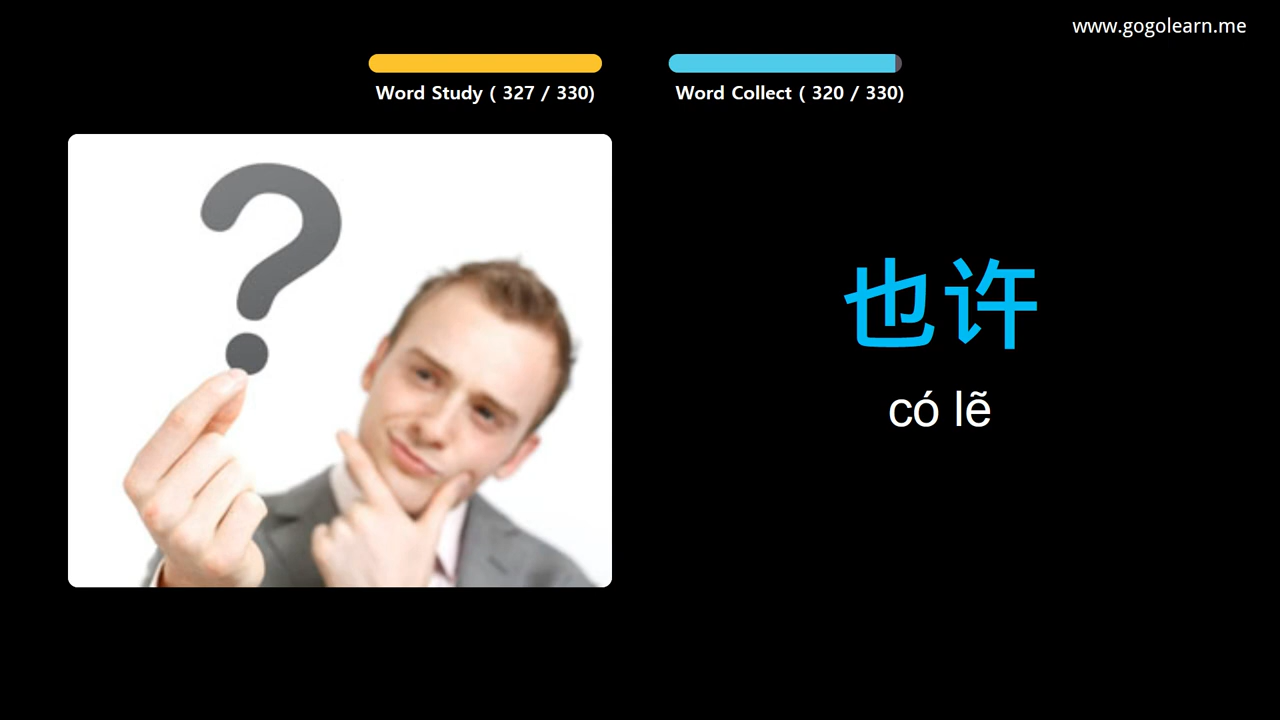 www.gogolearn.me
Word Study ( 327 / 330)
Word Collect ( 320 / 330)
?
也许
có lẽ